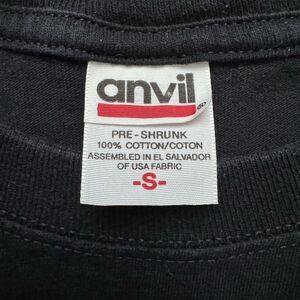 anvil
PRE-SHRUNK
100% COTTON/COTON
ASSEMBLED IN EL SALVADOR
OF USA FABRIC
-S-